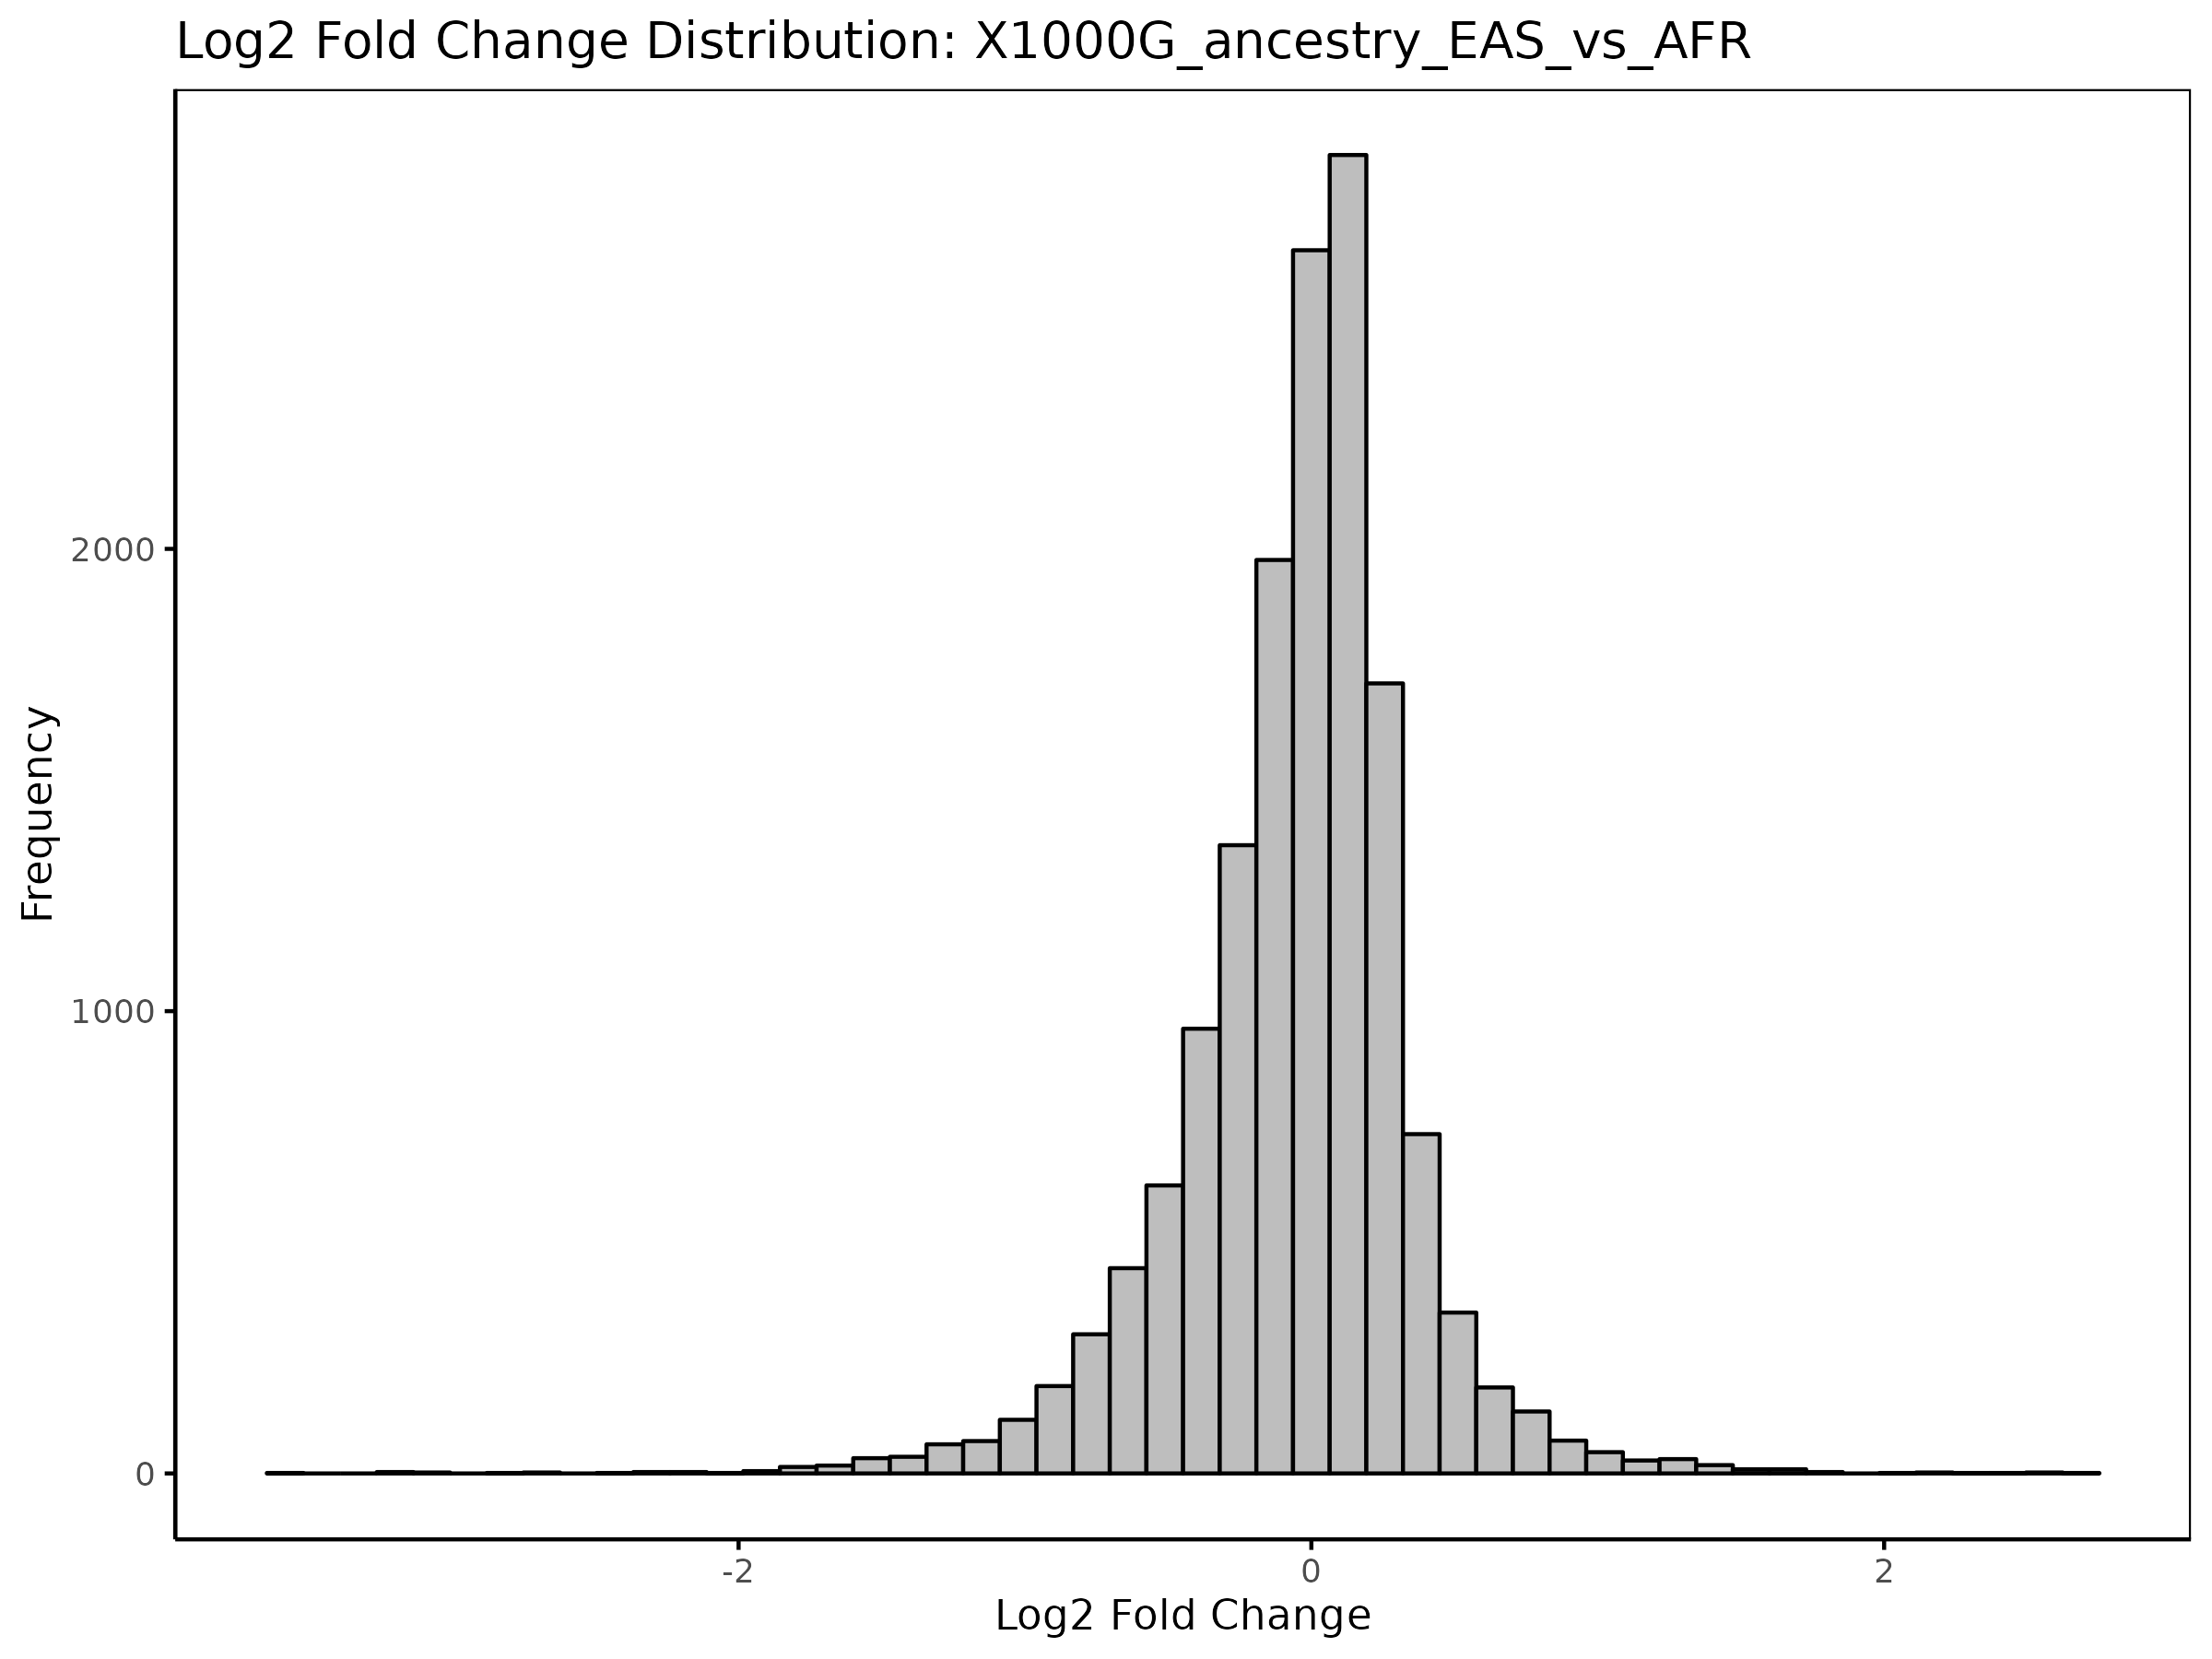 Log2 Fold Change Distribution: X1000G_ancestry_EAS_vs_AFR
Frequency
2000
1000
0
-2 0 2
Log2 Fold Change